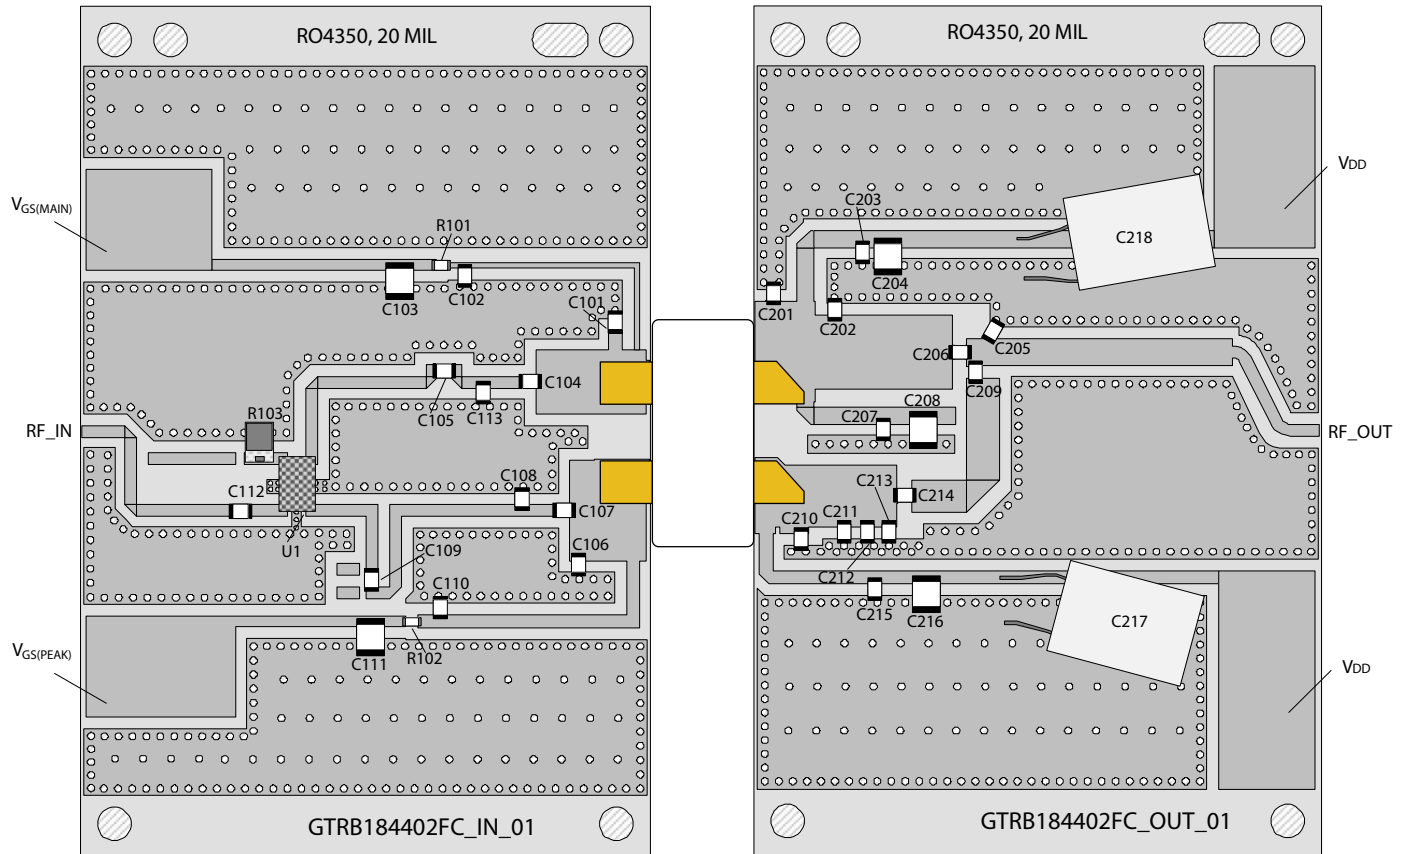 RO4350, 20 MIL
RO4350, 20 MIL
VGS(MAIN)
R101
C103
C102
C101
C104
C105
C113
R103
RF_IN
C112
U1
C108
C107
C109
C106
C110
C111
R102
VGS(PEAK)
GTRB184402FC_IN_01
VDD
C203
C218
C204
C201
C202
C205
C206
C209
C207
C208
RF_OUT
C213
C214
C210
C211
C212
C215
C216
C217
VDD
GTRB184402FC_OUT_01